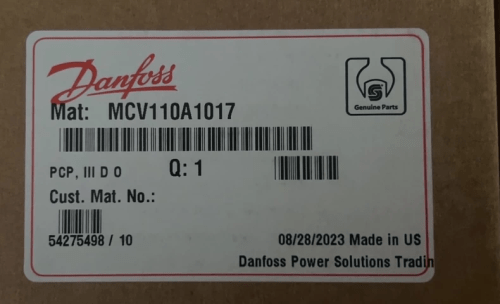 Danfoss
Genuine Parts
Mat: MCV110A1017
PCP, III D O Q: 1
Cust. Mat. No.:
54275498 / 10 08/28/2023 Made in US
Danfoss Power Solutions Tradin